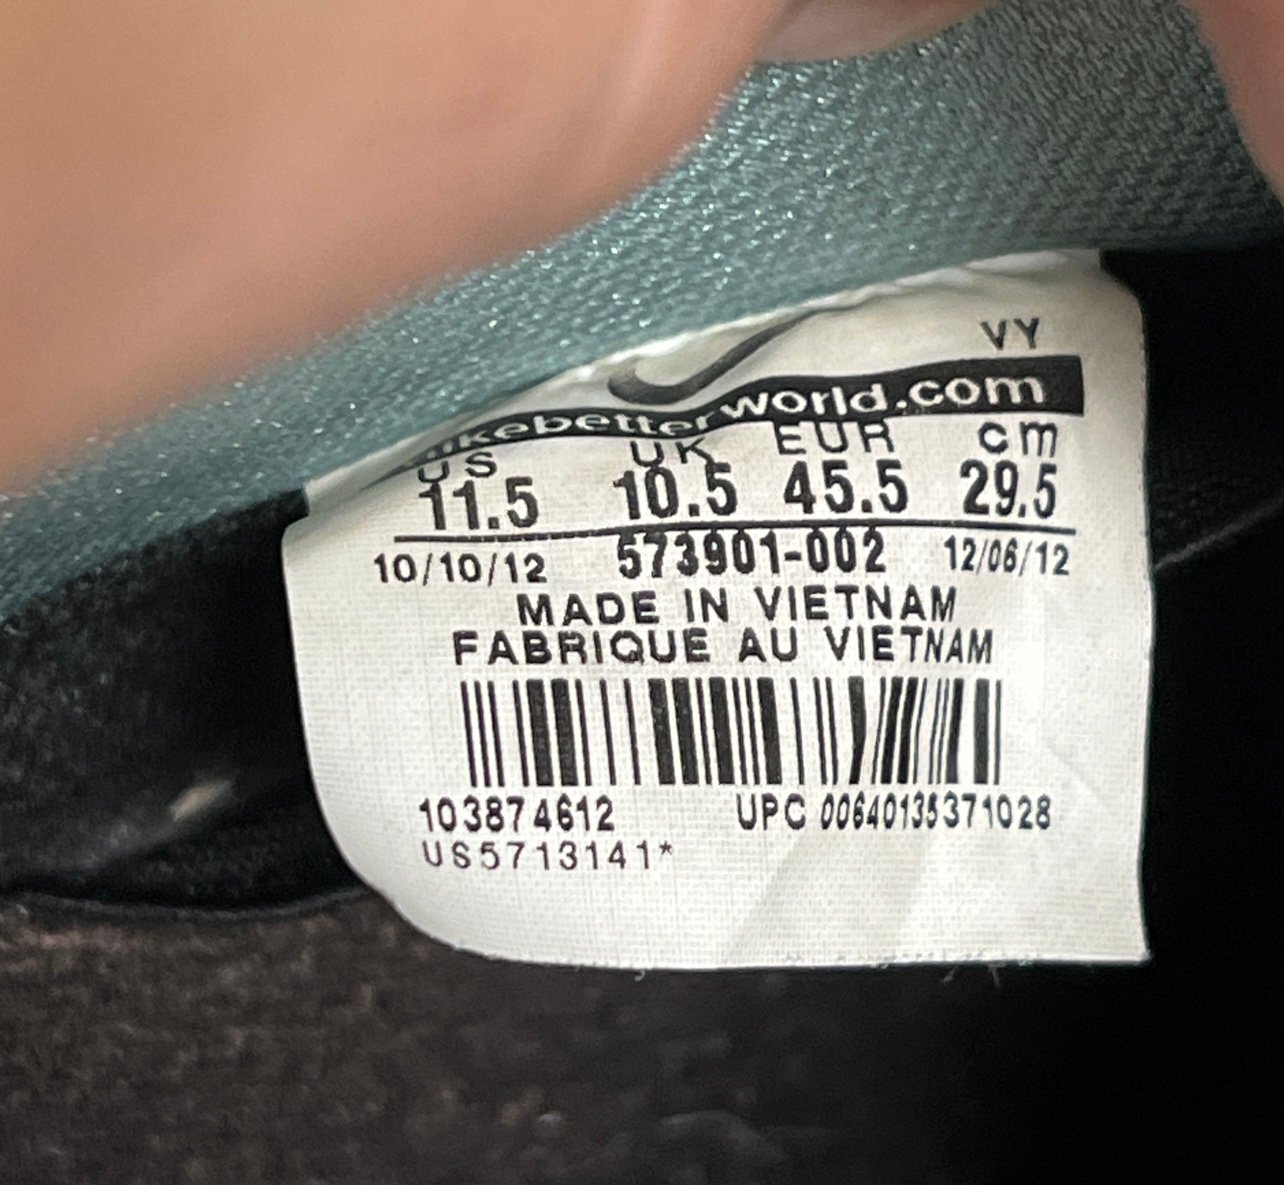 VY
nikebetterworld.com
US UK EUR cm
11.5 10.5 45.5 29.5
10/10/12 573901-002 12/06/12
MADE IN VIETNAM
FABRIQUE AU VIETNAM
103874612 UPC 00640135371028
US5713141*